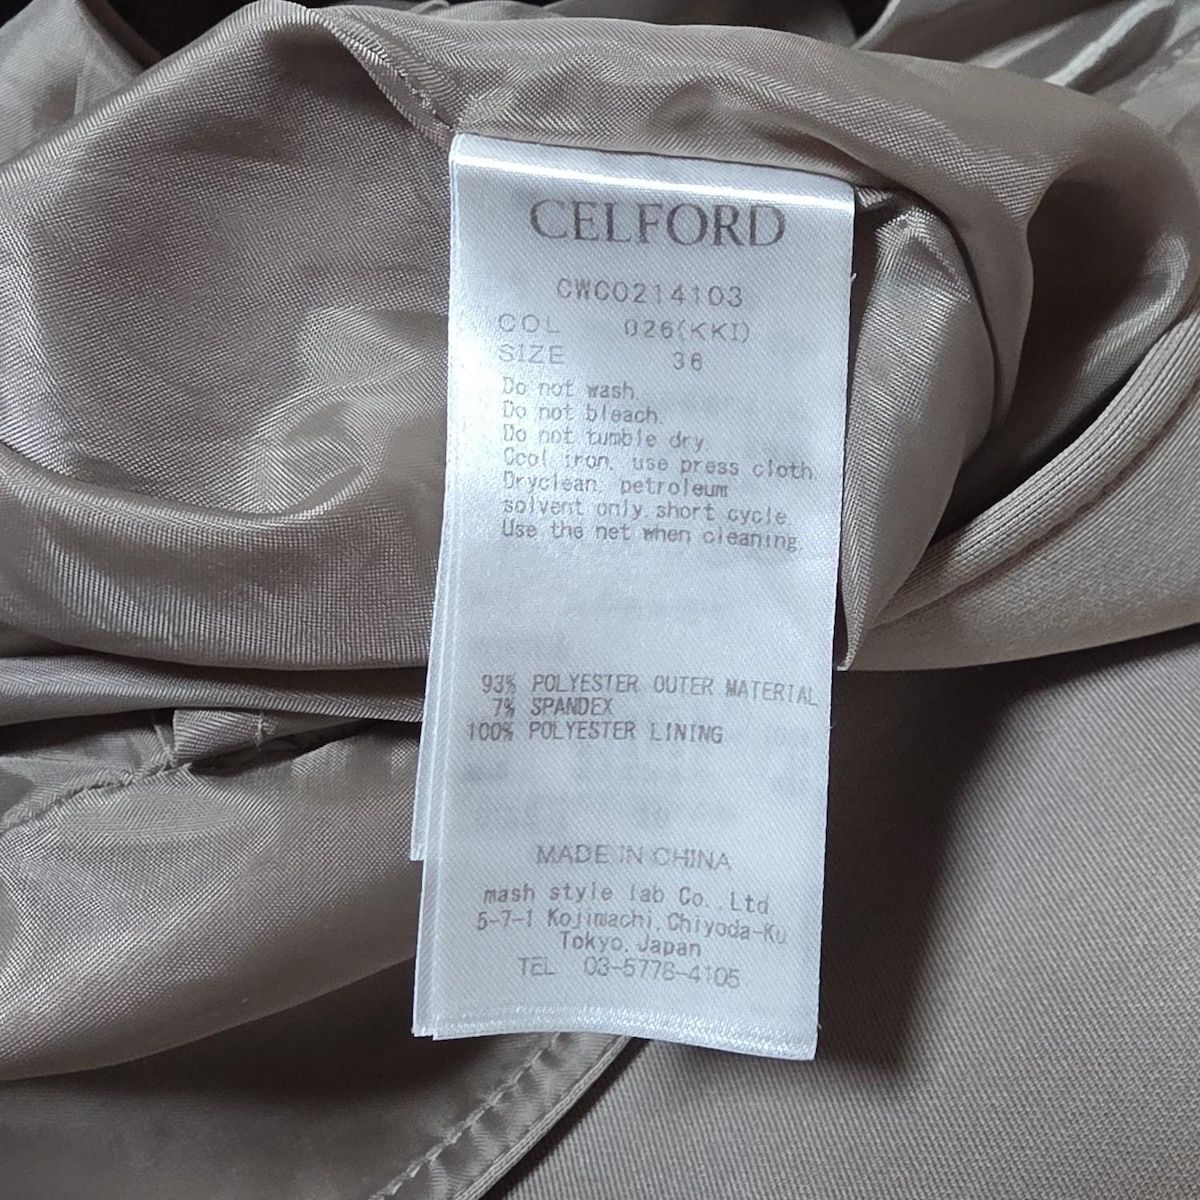 CELFORD
CWCO214103
COL 026(KKI)
SIZE 36
Do not wash.
Do not bleach.
Do not tumble dry
Cool iron, use press cloth.
Dryclean, petroleum
solvent only,short cycle.
Use the net when cleaning.
93% POLYESTER OUTER MATERIAL
7% SPANDEX
100% POLYESTER LINING
MADE IN CHINA
mash style lab Co.,Ltd
5-7-1 Kojimachi,Chiyoda-Ku
Tokyo,Japan
TEL 03-5778-4105